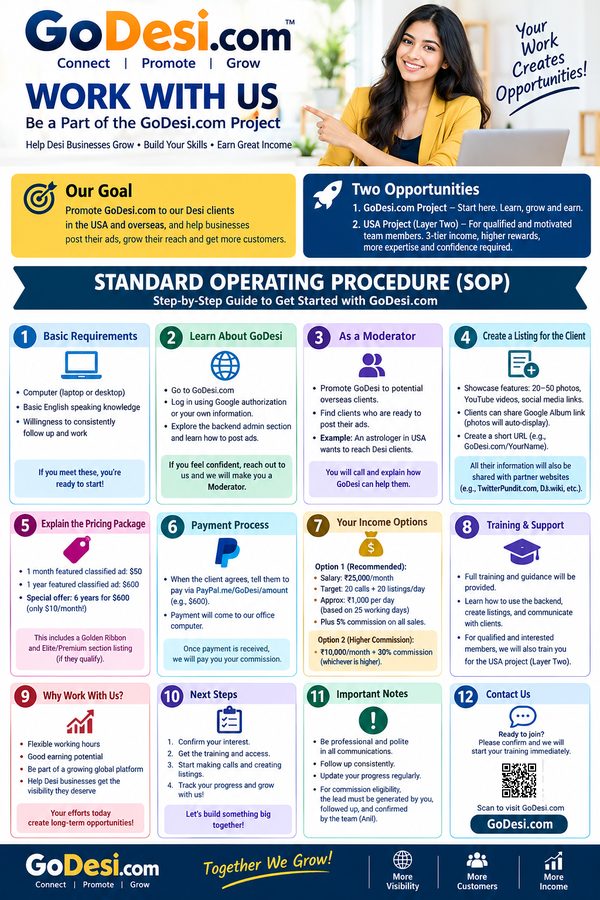 GoDesi.com™
Connect | Promote | Grow
WORK WITH US
Be a Part of the GoDesi.com Project
Help Desi Businesses Grow • Build Your Skills • Earn Great Income
Your
Work
Creates
Opportunities!
Our Goal
Promote GoDesi.com to our Desi clients
in the USA and overseas, and help businesses
post their ads, grow their reach and get more customers.
Two Opportunities
1. GoDesi.com Project – Start here. Learn, grow and earn.
2. USA Project (Layer Two) – For qualified and motivated
team members. 3-tier income, higher rewards,
more expertise and confidence required.
STANDARD OPERATING PROCEDURE (SOP)
Step-by-Step Guide to Get Started with GoDesi.com
1 Basic Requirements
• Computer (laptop or desktop)
• Basic English speaking knowledge
• Willingness to consistently
follow up and work
If you meet these, you're
ready to start!
2 Learn About GoDesi
• Go to GoDesi.com
• Log in using Google authorization
or your own information.
• Explore the backend admin section
and learn how to post ads.
If you feel confident, reach out to
us and we will make you a
Moderator.
3 As a Moderator
• Promote GoDesi to potential
overseas clients.
• Find clients who are ready to
post their ads.
• Example: An astrologer in USA
wants to reach Desi clients.
You will call and explain how
GoDesi can help them.
4 Create a Listing for the Client
• Showcase features: 20–50 photos,
YouTube videos, social media links.
• Clients can share Google Album link
(photos will auto-display).
• Create a short URL (e.g.,
GoDesi.com/YourName).
All their information will also be
shared with partner websites
(e.g., TwitterPundit.com, etc.).
5 Explain the Pricing Package
• 1 month featured classified ad: $50
• 1 year featured classified ad: $600
• Special offer: 6 years for $600
(only $10/month!)
This includes a Golden Ribbon
and Elite/Premium section listing
(if they qualify).
6 Payment Process
• When the client agrees, tell them to
pay via PayPal.me/GoDesi/amount
(e.g., $600).
• Payment will come to our office
computer.
Once payment is received,
we will pay you your commission.
7 Your Income Options
$
Option 1 (Recommended):
• Salary: ₹25,000/month
• Target: 20 calls + 20 listings/day
• Approx: ₹1,000 per day
(based on 25 working days)
• Plus 5% commission on all sales.
Option 2 (Higher Commission):
• ₹10,000/month + 30% commission
(whichever is higher).
8 Training & Support
• Full training and guidance will be
provided.
• Learn how to use the backend,
create listings, and communicate
with clients.
• For qualified and interested
members, we will also train you
for the USA project (Layer Two).
9 Why Work With Us?
• Flexible working hours
• Good earning potential
• Be part of a growing global platform
• Help Desi businesses get the
visibility they deserve
Your efforts today
create long-term opportunities!
10 Next Steps
1. Confirm your interest.
2. Get the training and access.
3. Start making calls and creating
listings.
4. Track your progress and grow
with us!
Let's build something big
together!
11 Important Notes
• Be professional and polite
in all communications.
• Follow up consistently.
• Update your progress regularly.
• For commission eligibility,
the lead must be generated by you,
followed up, and confirmed
by the team (Anil).
12 Contact Us
Ready to join?
Please confirm and we will
start your training immediately.
Scan to visit GoDesi.com
GoDesi.com
GoDesi.com
Connect | Promote | Grow
Together We Grow!
More
Visibility
More
Customers
More
Income